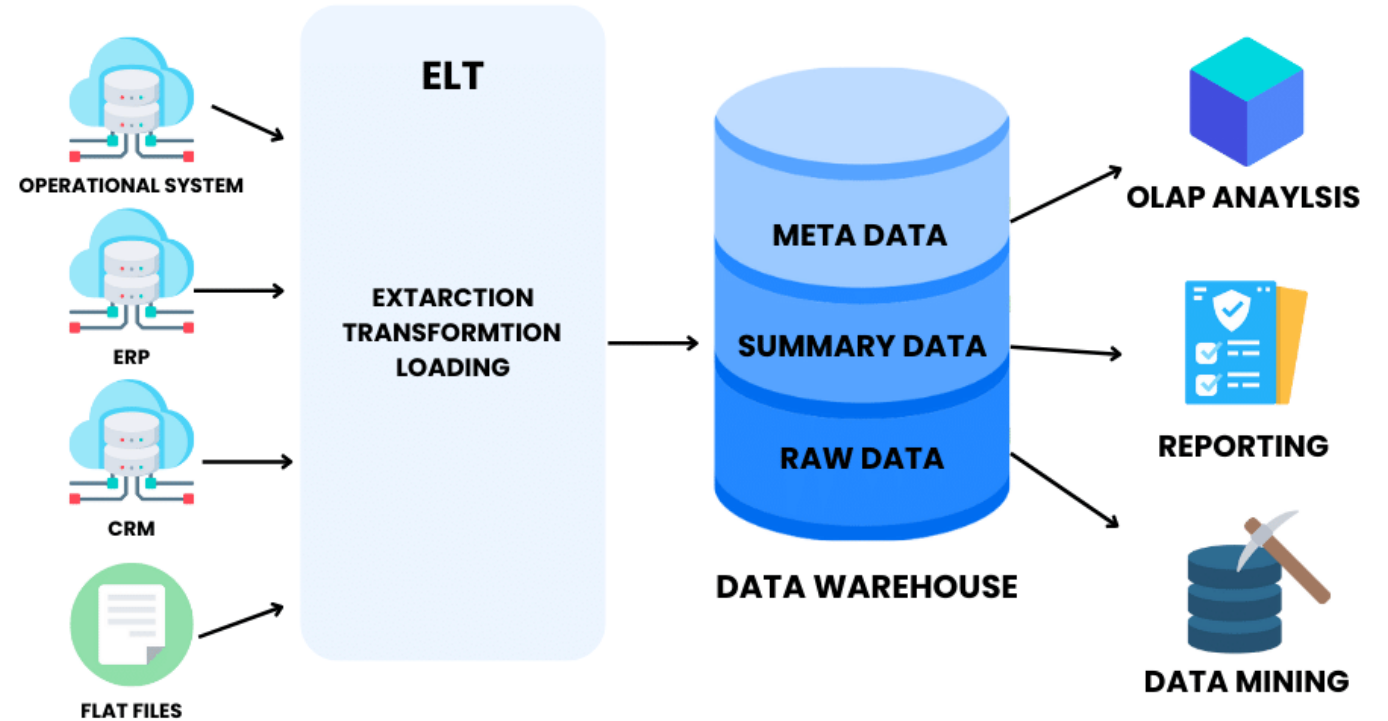 OPERATIONAL SYSTEM
ERP
CRM
FLAT FILES
ELT
EXTARCTION
TRANSFORMTION
LOADING
META DATA
SUMMARY DATA
RAW DATA
DATA WAREHOUSE
OLAP ANAYLSIS
REPORTING
DATA MINING